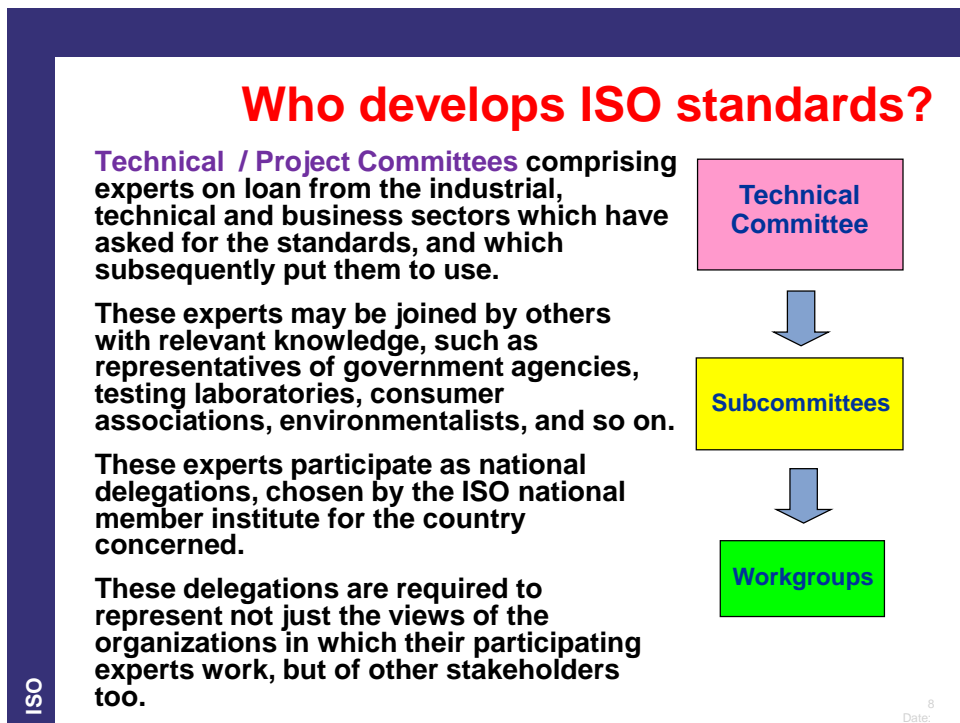 Who develops ISO standards?
Technical / Project Committees comprising
experts on loan from the industrial,
technical and business sectors which have
asked for the standards, and which
subsequently put them to use.
These experts may be joined by others
with relevant knowledge, such as
representatives of government agencies,
testing laboratories, consumer
associations, environmentalists, and so on.
These experts participate as national
delegations, chosen by the ISO national
member institute for the country
concerned.
These delegations are required to
represent not just the views of the
organizations in which their participating
experts work, but of other stakeholders
too.
Technical
Committee
Subcommittees
Workgroups
ISO
8
Date: